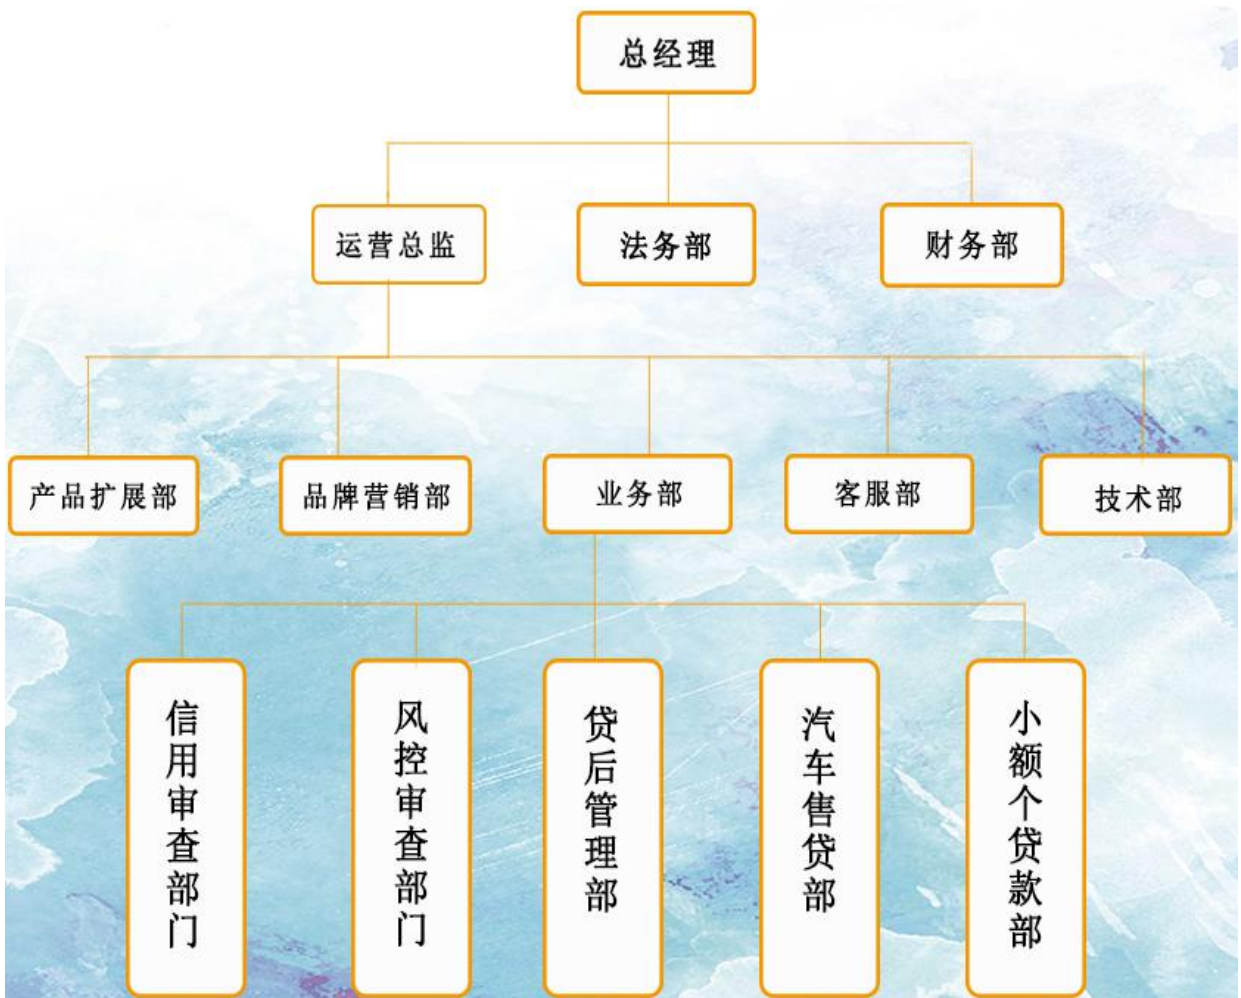 总经理
运营总监
法务部
财务部
产品扩展部
品牌营销部
业务部
客服部
技术部
信用审查部门
风控审查部门
贷后管理部
汽车售贷部
小额个贷款部